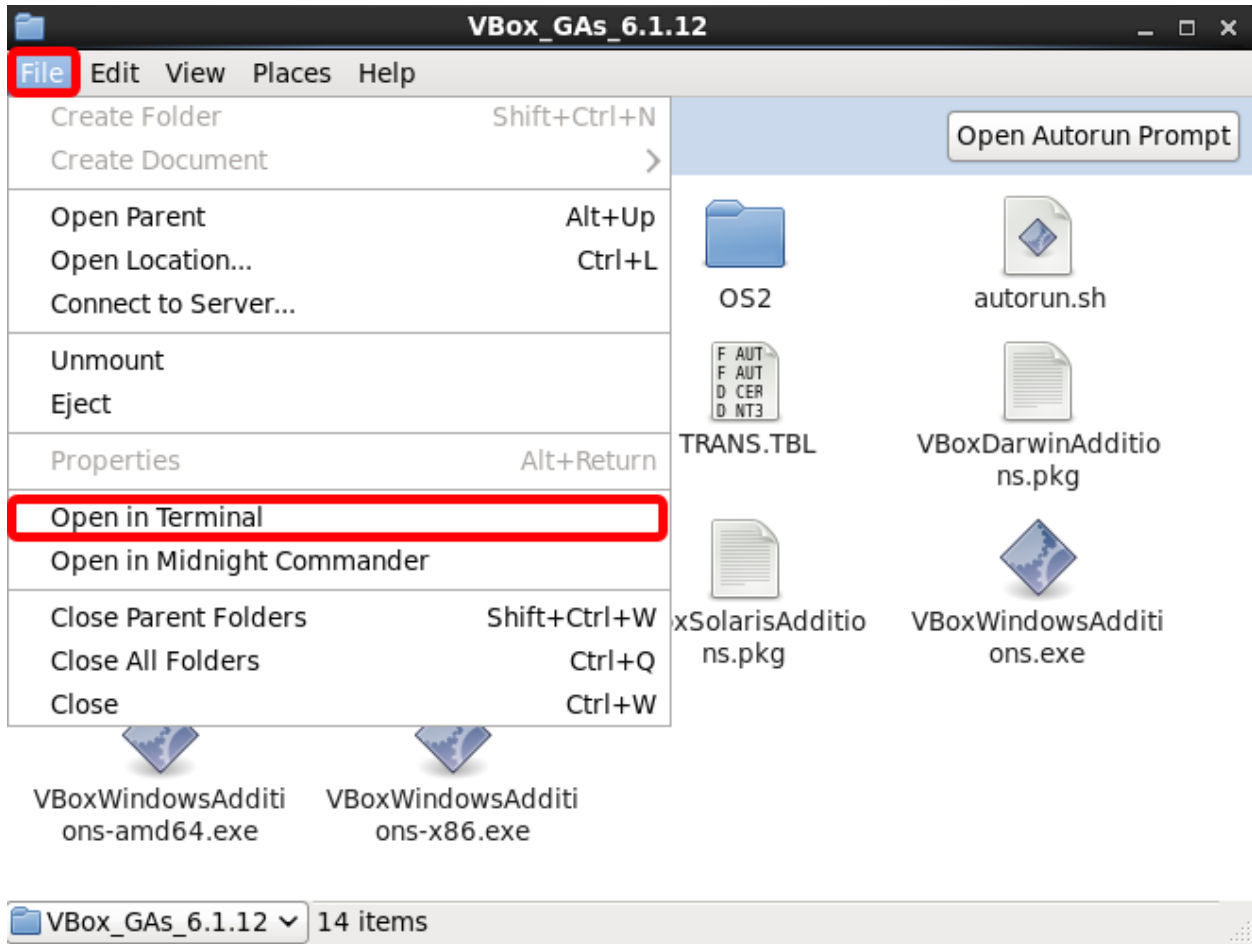 VBox_GAs_6.1.12
File Edit View Places Help
Create Folder Shift+Ctrl+N
Create Document
Open Autorun Prompt
Open Parent Alt+Up
Open Location... Ctrl+L
Connect to Server...
Unmount
Eject
Properties Alt+Return
Open in Terminal
Open in Midnight Commander
Close Parent Folders Shift+Ctrl+W
Close All Folders Ctrl+Q
Close Ctrl+W
OS2
autorun.sh
F AUT
F AUT
D CER
D NT3
TRANS.TBL
VBoxDarwinAdditio
ns.pkg
xSolarisAdditio
ns.pkg
VBoxWindowsAdditi
ons.exe
VBoxWindowsAdditi
ons-amd64.exe
VBoxWindowsAdditi
ons-x86.exe
VBox_GAs_6.1.12 14 items